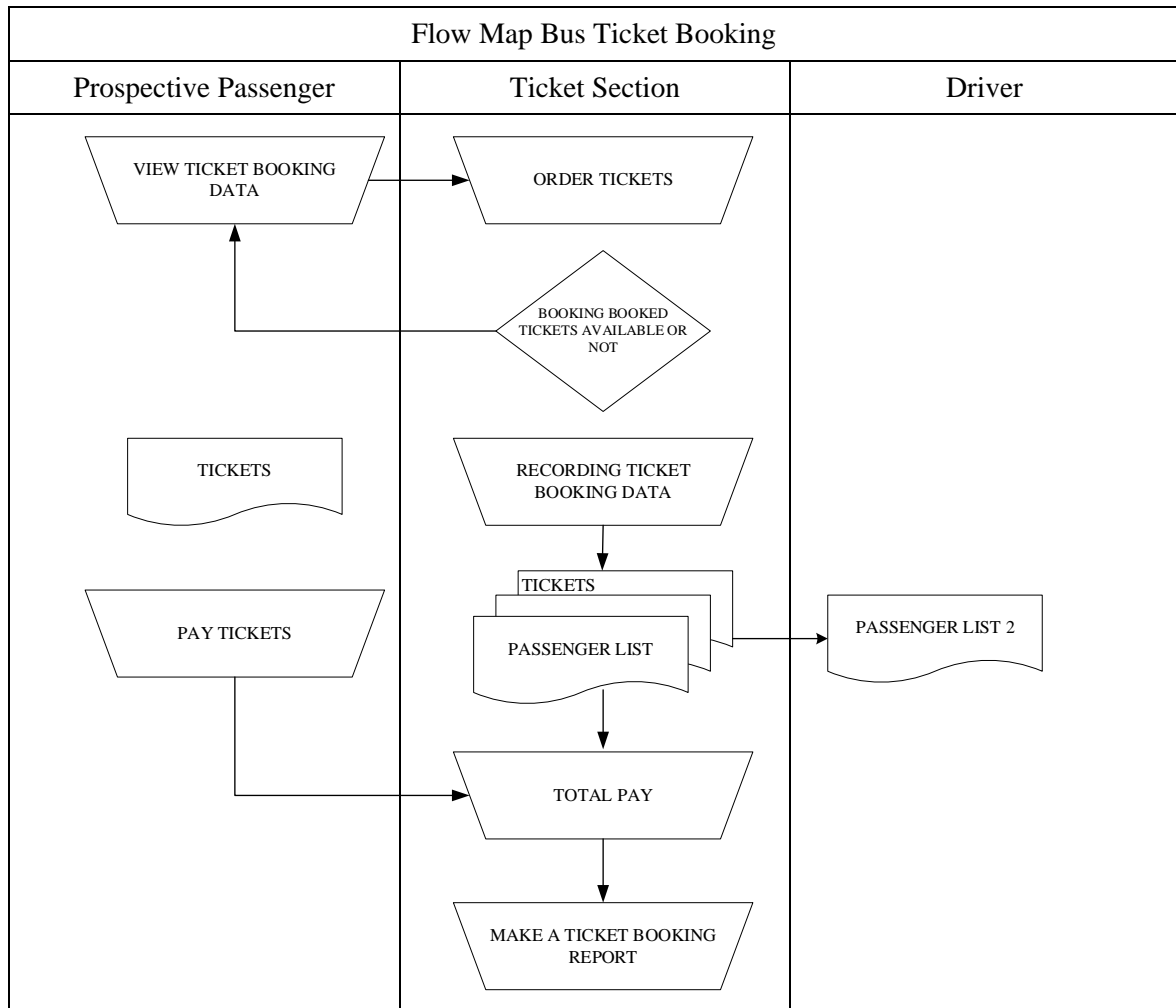 Flow Map Bus Ticket Booking
Prospective Passenger
Ticket Section
Driver
VIEW TICKET BOOKING
DATA
ORDER TICKETS
BOOKING BOOKED
TICKETS AVAILABLE OR
NOT
TICKETS
RECORDING TICKET
BOOKING DATA
TICKETS
PAY TICKETS
PASSENGER LIST
PASSENGER LIST 2
TOTAL PAY
MAKE A TICKET BOOKING
REPORT